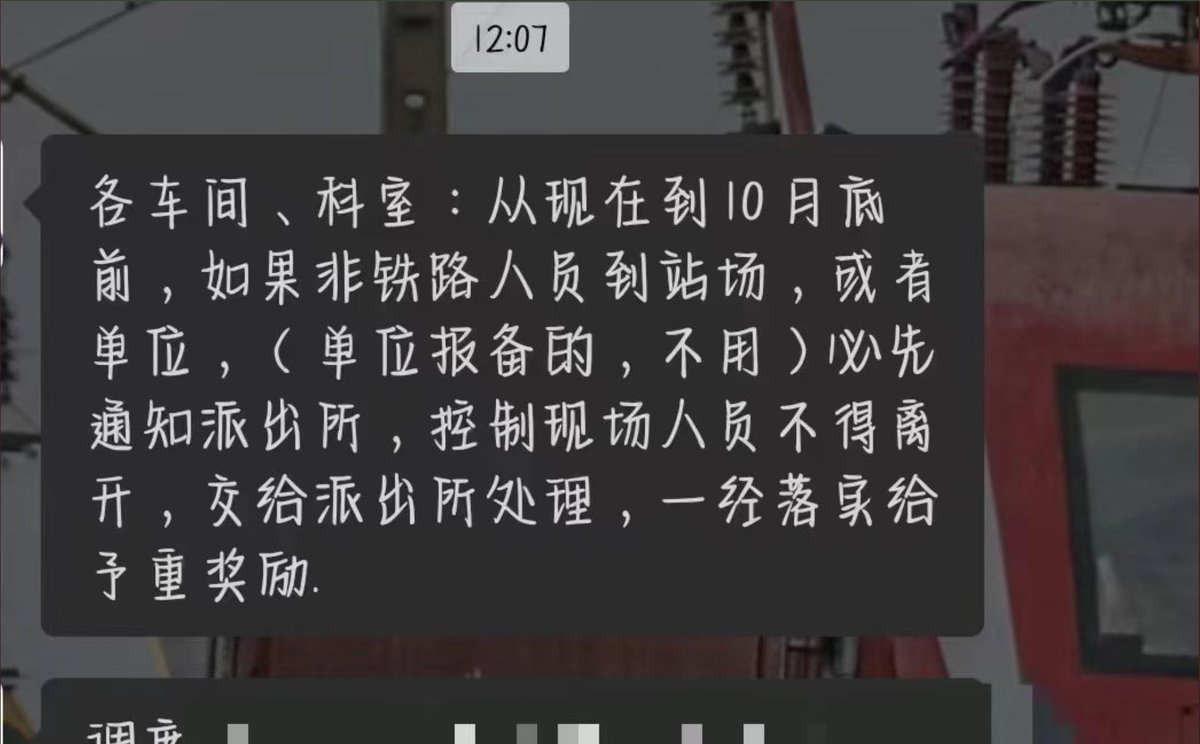 12:07
各车间、科室：从现在到10月底
前，如果非铁路人员到站场，或者
单位，（单位报备的，不用）必先
通知派出所，控制现场人员不得离
开，交给派出所处理，一经落实给
予重奖励.
调度